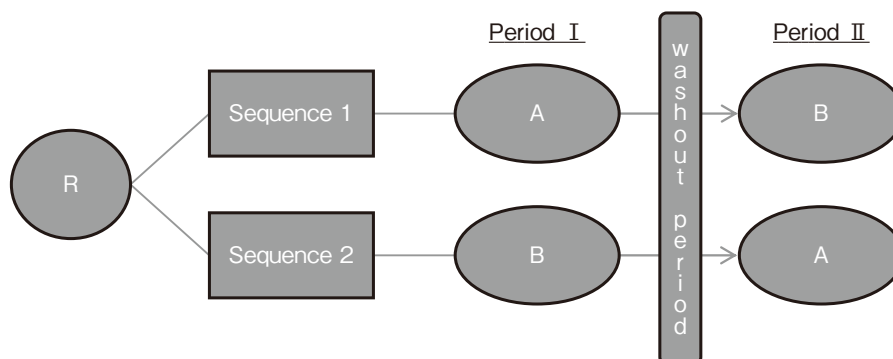 Period Ⅰ
Period Ⅱ
Sequence 1
A
B
R
Sequence 2
B
A
washout period